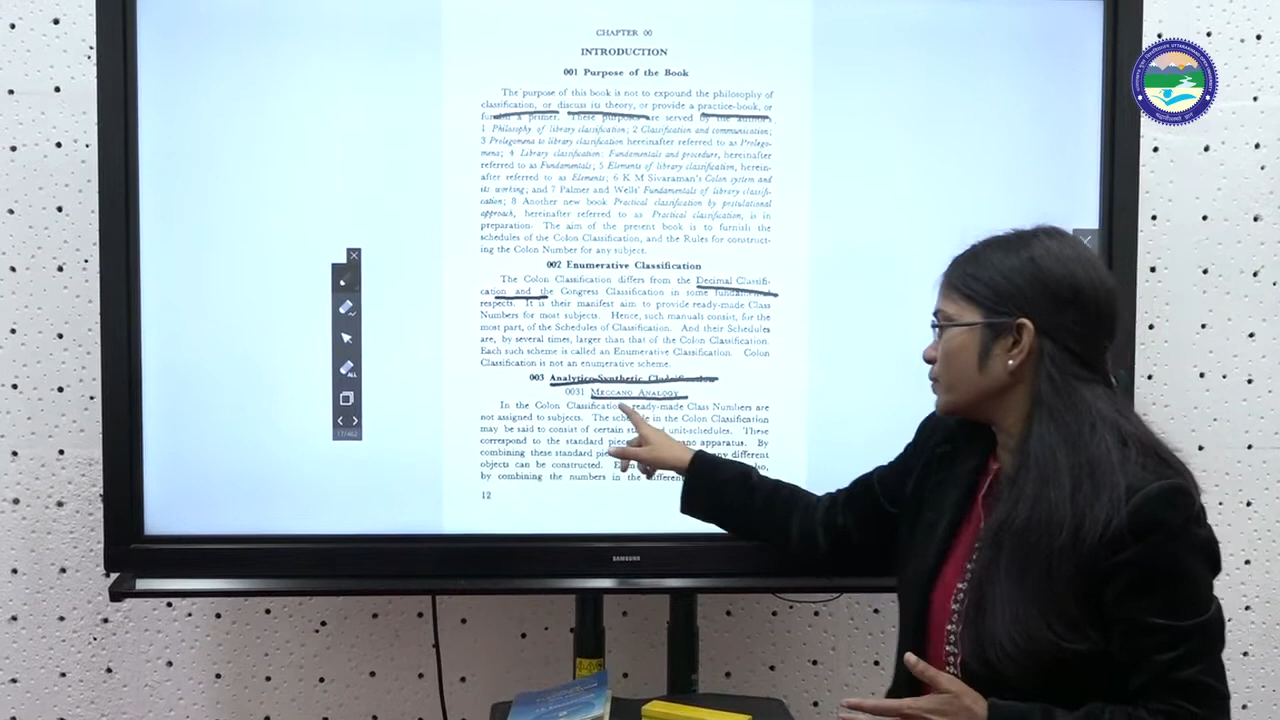 CHAPTER 00
INTRODUCTION
001 Purpose of the Book
The purpose of this book is not to expound the philosophy of
classification, or discuss its theory, or provide a practice-book, or
a primer. These purposes are served by the author's
1 Philosophy of library classification; 2 Classification and communication;
3 Prolegomena to library classification hereinafter referred to as Prolego-
mena; 4 Library classification: Fundamentals and procedure, hereinafter
referred to as Fundamentals; 5 Elements of library classification, herein-
after referred to as Elements; 6 K M Sivaraman's Colon system and
its working; and 7 Palmer and Wells' Fundamentals of library classifi-
cation; 8 Another new book Practical classification by postulational
approach, hereinafter referred to as Practical classification, is in
preparation. The aim of the present book is to furnish the
schedules of the Colon Classification, and the Rules for construct-
ing the Colon Number for any subject.
002 Enumerative Classification
The Colon Classification differs from the Decimal Classifi-
cation and the Congress Classification in some fundamental
respects. It is their manifest aim to provide ready-made Class
Numbers for most subjects. Hence, such manuals consist, for the
most part, of the Schedules of Classification. And their Schedules
are, by several times, larger than that of the Colon Classification.
Each such scheme is called an Enumerative Classification. Colon
Classification is not an enumerative scheme.
003 Analytico-Synthetic Classification
0031 MECCANO ANALOGY
In the Colon Classification, ready-made Class Numbers are
not assigned to subjects. The in the Colon Classification
may be said to consist of certain unit-schedules. These
correspond to the standard apparatus. By
combining these standard different
objects can be constructed. also,
by combining the numbers in the different
12
17/462
ALL
SAMSUNG